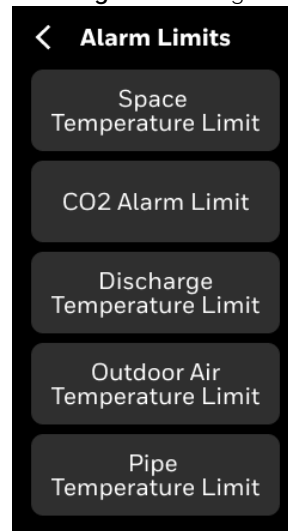 Alarm Limits
Space
Temperature Limit
CO2 Alarm Limit
Discharge
Temperature Limit
Outdoor Air
Temperature Limit
Pipe
Temperature Limit